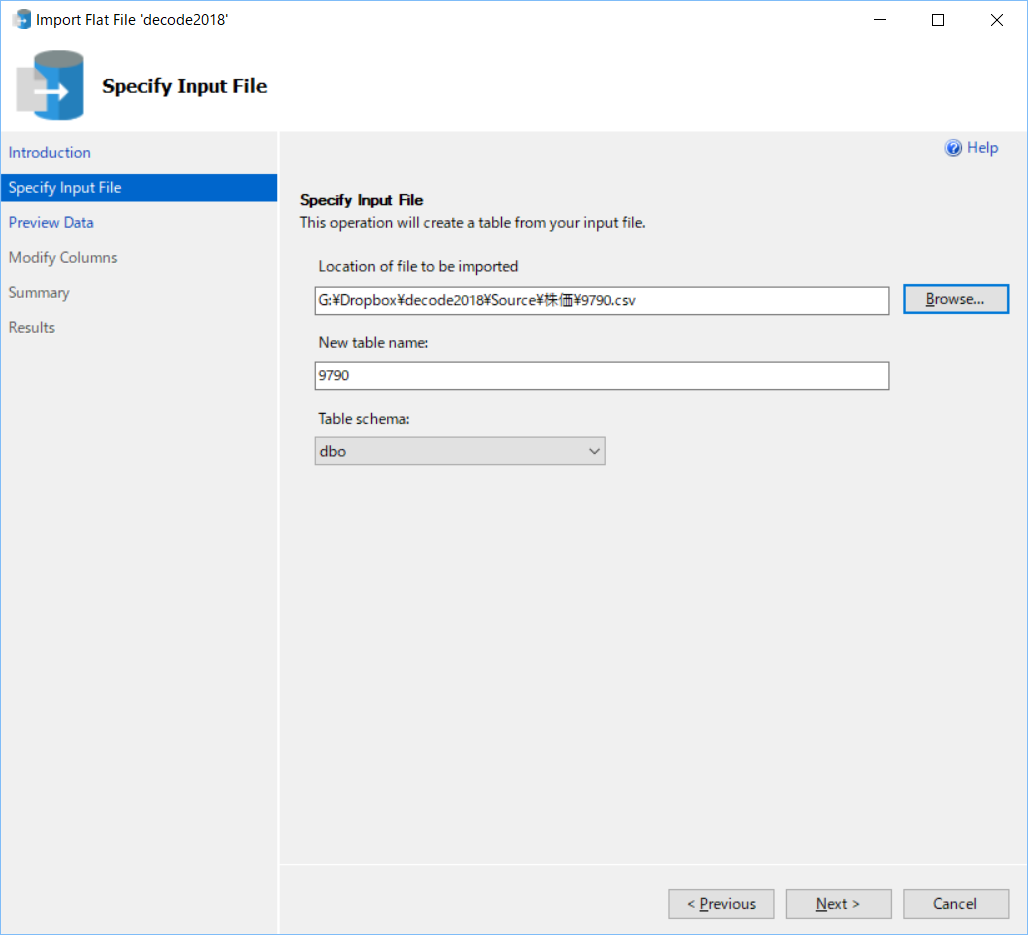 Import Flat File 'decode2018'
Specify Input File
Introduction
Specify Input File
Preview Data
Modify Columns
Summary
Results
Help
Specify Input File
This operation will create a table from your input file.
Location of file to be imported
G:¥Dropbox¥decode2018¥Source¥株価¥9790.csv
Browse...
New table name:
9790
Table schema:
dbo
< Previous
Next >
Cancel